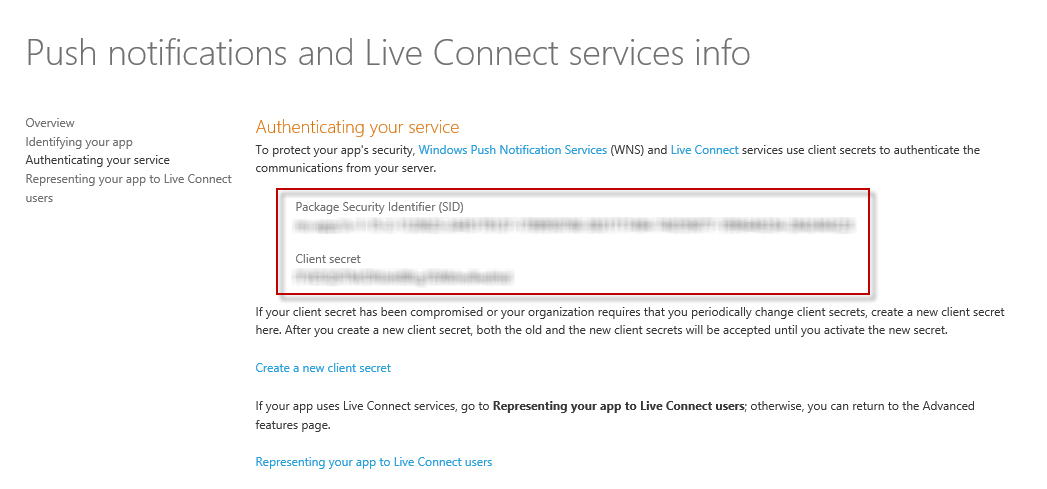 Push notifications and Live Connect services info
Overview
Identifying your app
Authenticating your service
Representing your app to Live Connect
users
Authenticating your service
To protect your app's security, Windows Push Notification Services (WNS) and Live Connect services use client secrets to authenticate the
communications from your server.
Package Security Identifier (SID)
Client secret
If your client secret has been compromised or your organization requires that you periodically change client secrets, create a new client secret
here. After you create a new client secret, both the old and the new client secrets will be accepted until you activate the new secret.
Create a new client secret
If your app uses Live Connect services, go to Representing your app to Live Connect users; otherwise, you can return to the Advanced
features page.
Representing your app to Live Connect users